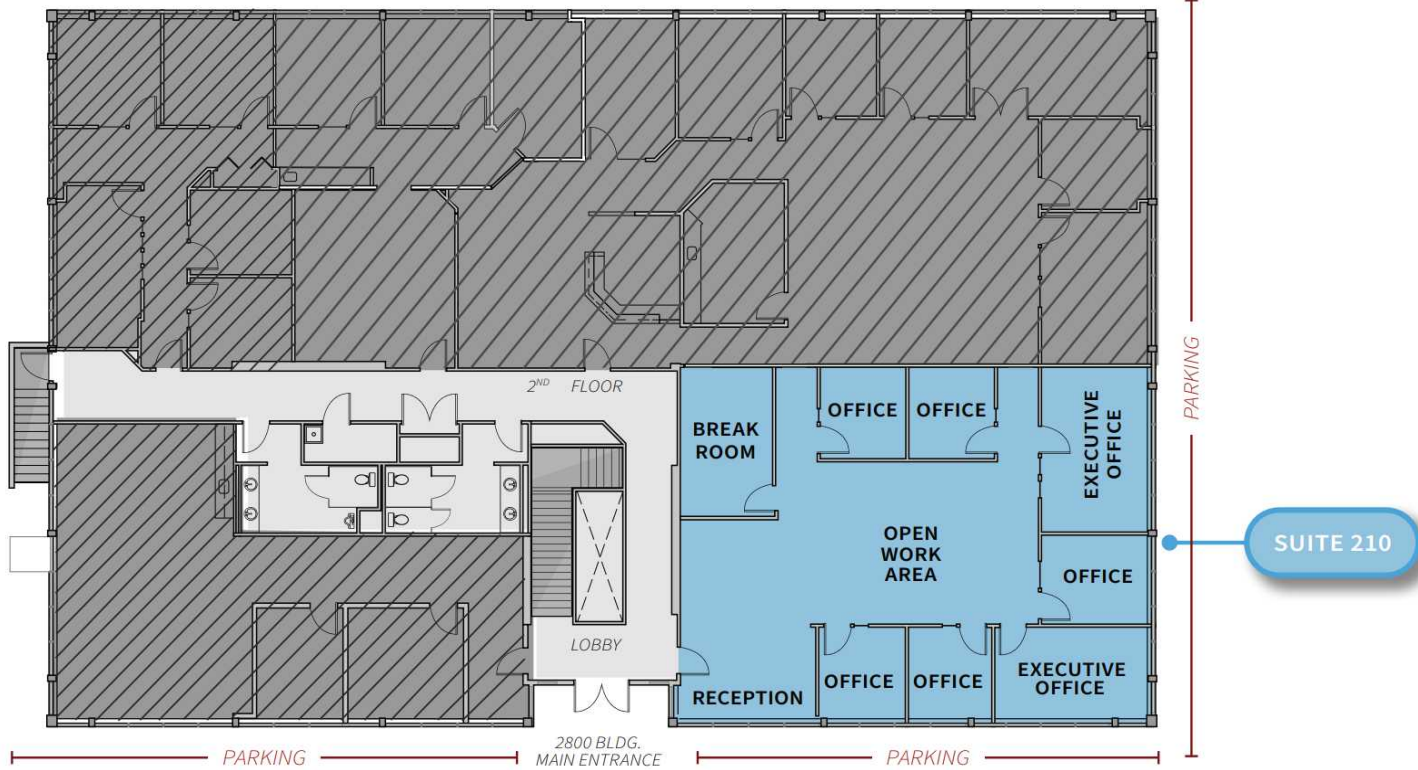 2ND FLOOR
PARKING
BREAK
ROOM
OFFICE
OFFICE
EXECUTIVE
OFFICE
OPEN
WORK
AREA
SUITE 210
OFFICE
LOBBY
RECEPTION
OFFICE
OFFICE
EXECUTIVE
OFFICE
PARKING
2800 BLDG.
MAIN ENTRANCE
PARKING